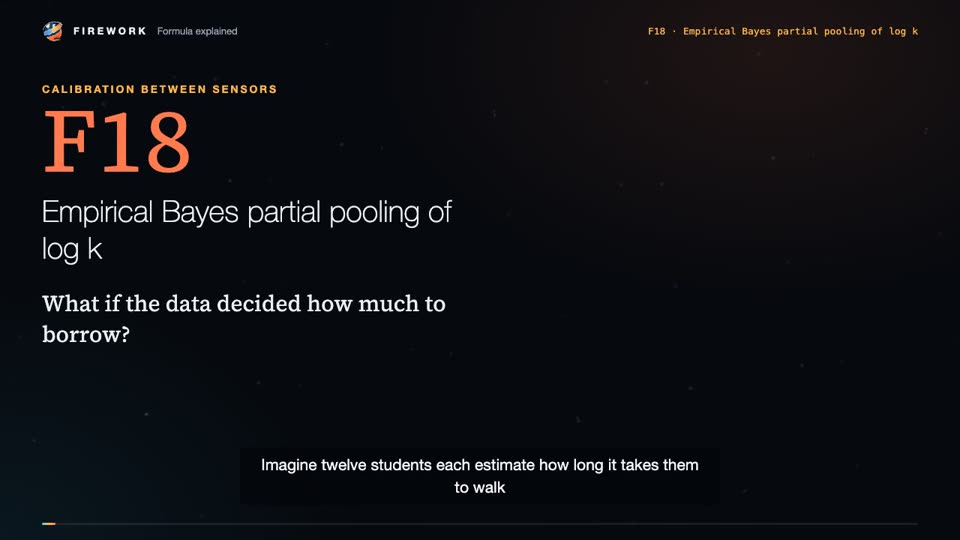 FIREWORK Formula explained
F18 · Empirical Bayes partial pooling of log k
CALIBRATION BETWEEN SENSORS
F18
Empirical Bayes partial pooling of
log k
What if the data decided how much to
borrow?
Imagine twelve students each estimate how long it takes them
to walk